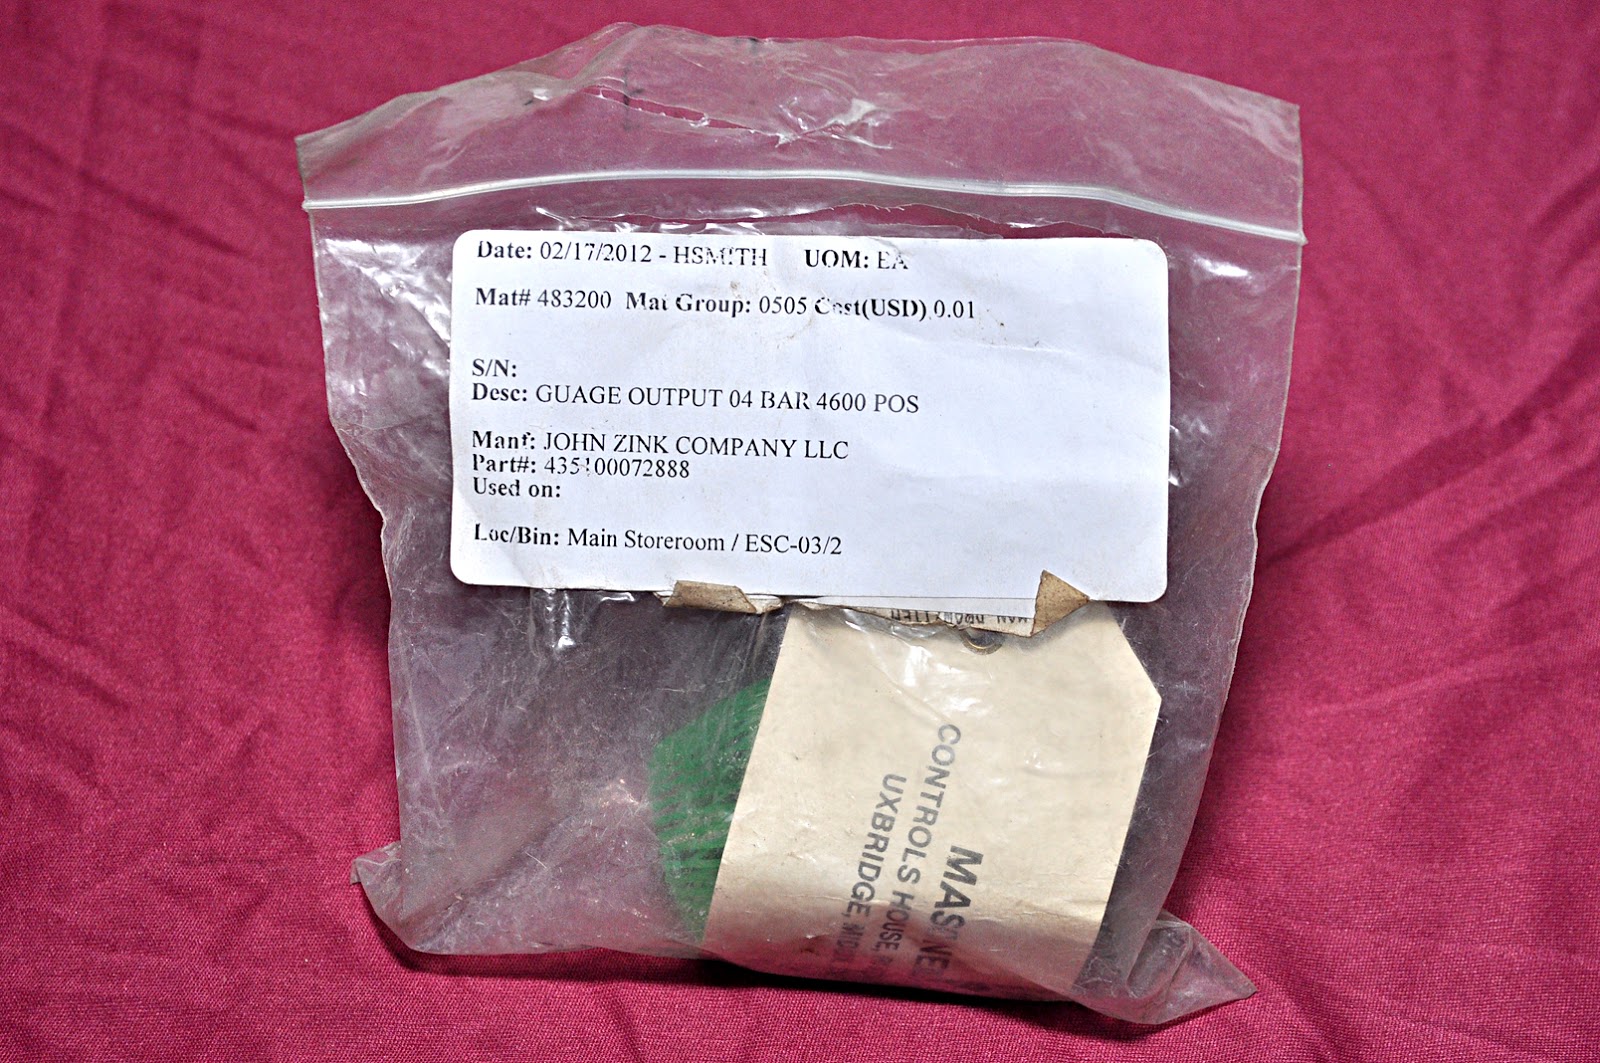 Date: 02/17/2012 - HSMITH UOM: EA
Mat# 483200 Mat Group: 0505 Cost(USD) 0.01
S/N:
Desc: GUAGE OUTPUT 04 BAR 4600 POS
Manf: JOHN ZINK COMPANY LLC
Part#: 435100072888
Used on:
Loc/Bin: Main Storeroom / ESC-03/2
CONTROLS HOUSE,
UXBRIDGE,